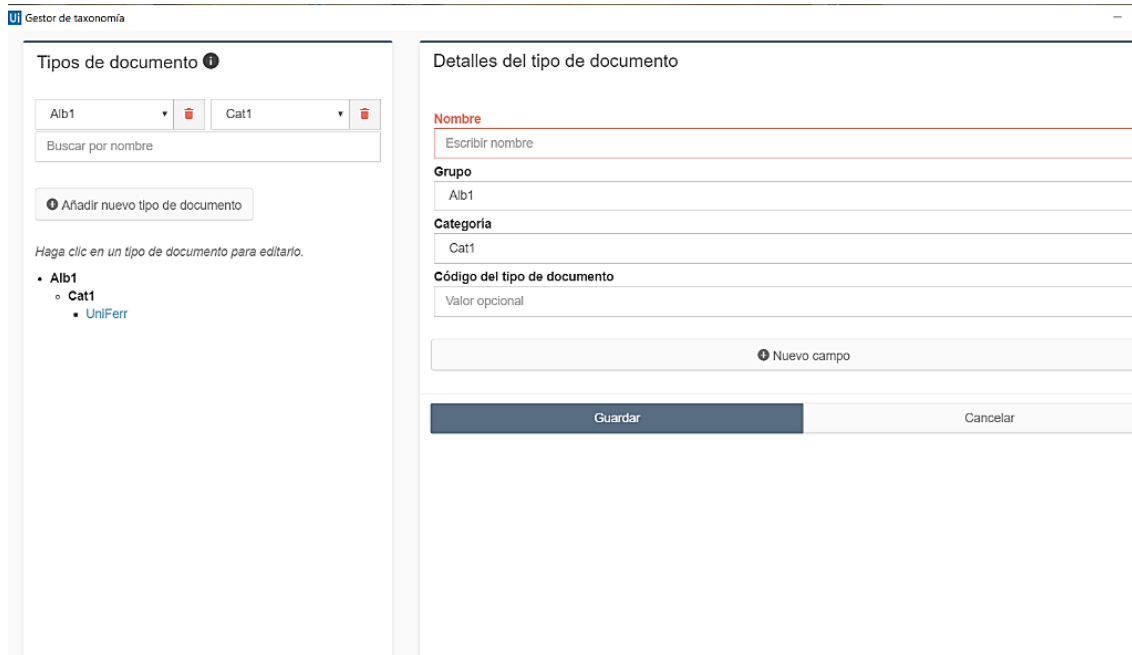 Ui Gestor de taxonomía
Tipos de documento
Alb1
Cat1
Buscar por nombre
Añadir nuevo tipo de documento
Haga clic en un tipo de documento para editarlo.
Alb1
Cat1
UniFerr
Detalles del tipo de documento
Nombre
Escribir nombre
Grupo
Alb1
Categoría
Cat1
Código del tipo de documento
Valor opcional
Nuevo campo
Guardar
Cancelar